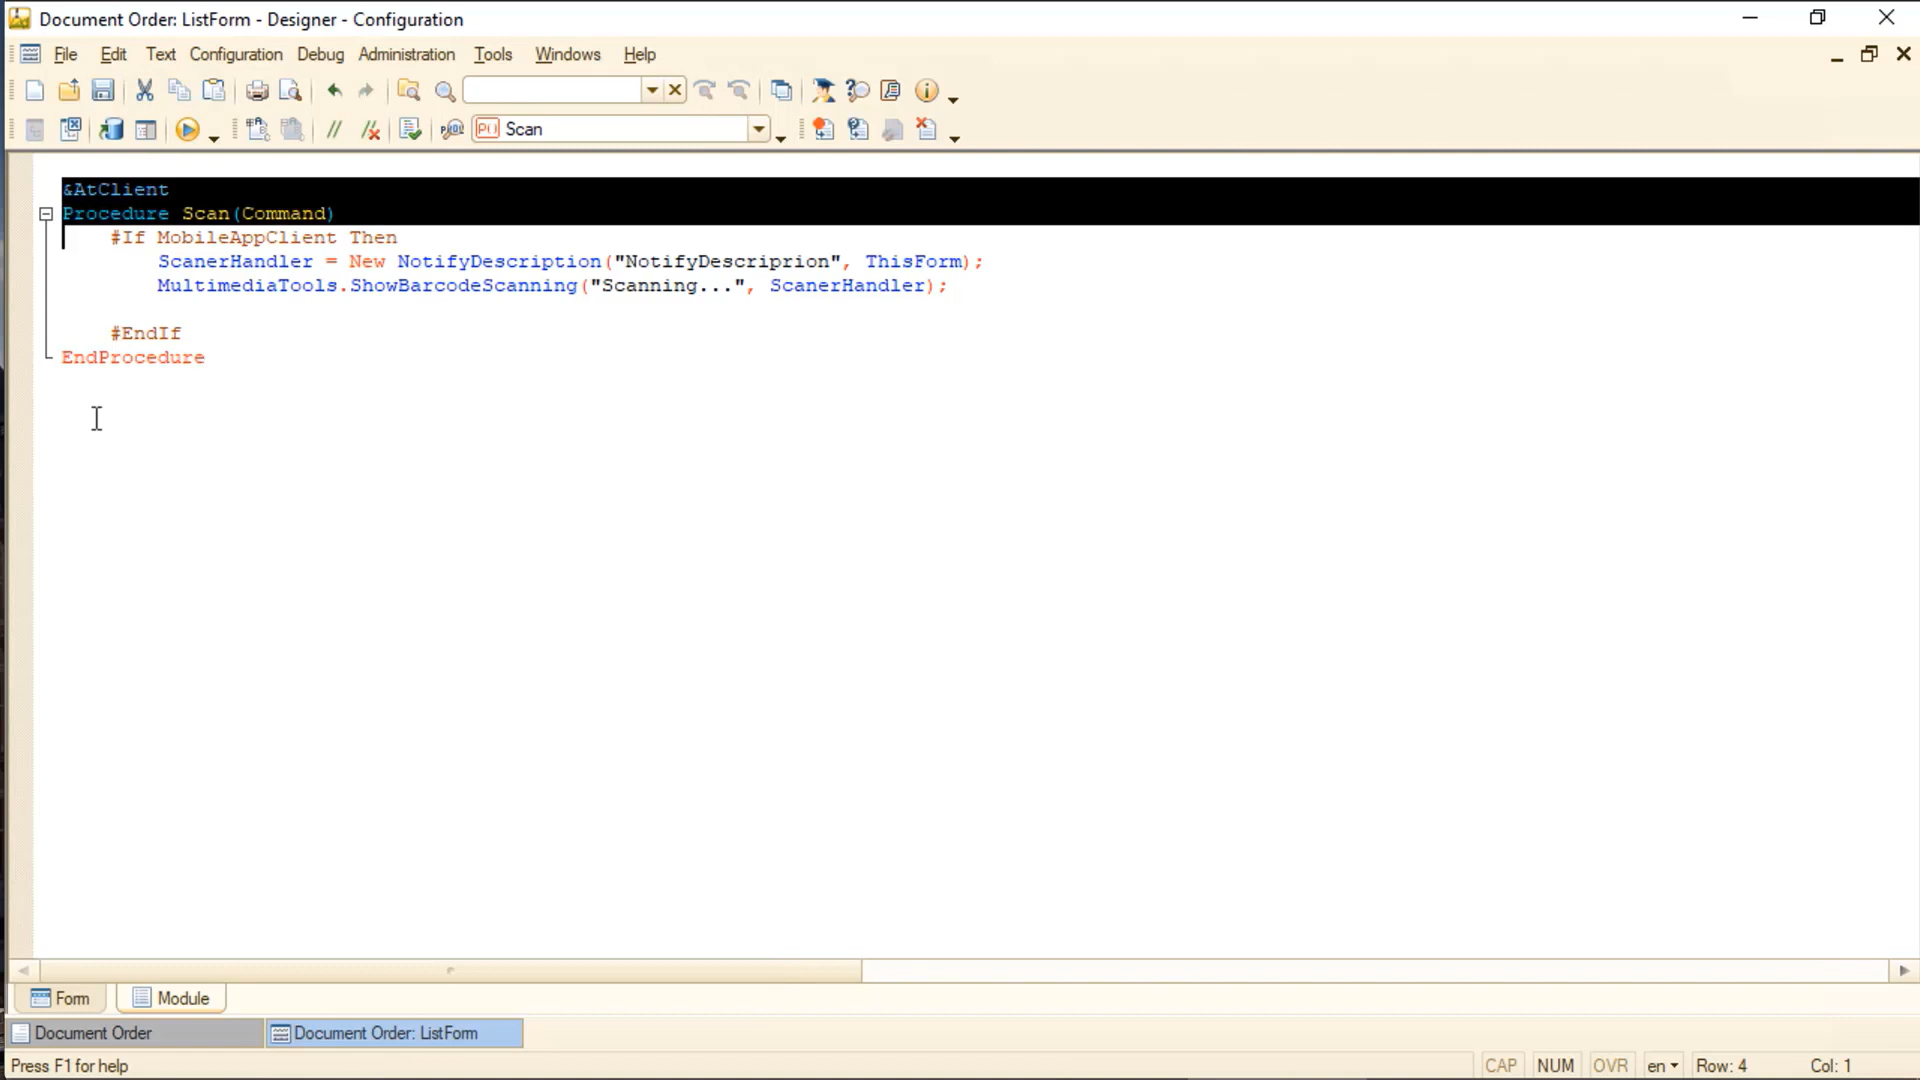 Document Order: ListForm - Designer - Configuration
File Edit Text Configuration Debug Administration Tools Windows Help
Scan
&AtClient
Procedure Scan(Command)
#If MobileAppClient Then
ScanerHandler = New NotifyDescription("NotifyDescriprion", ThisForm);
MultimediaTools.ShowBarcodeScanning("Scanning...", ScanerHandler);
#EndIf
EndProcedure
Form Module
Document Order Document Order: ListForm
Press F1 for help CAP NUM OVR en Row: 4 Col: 1